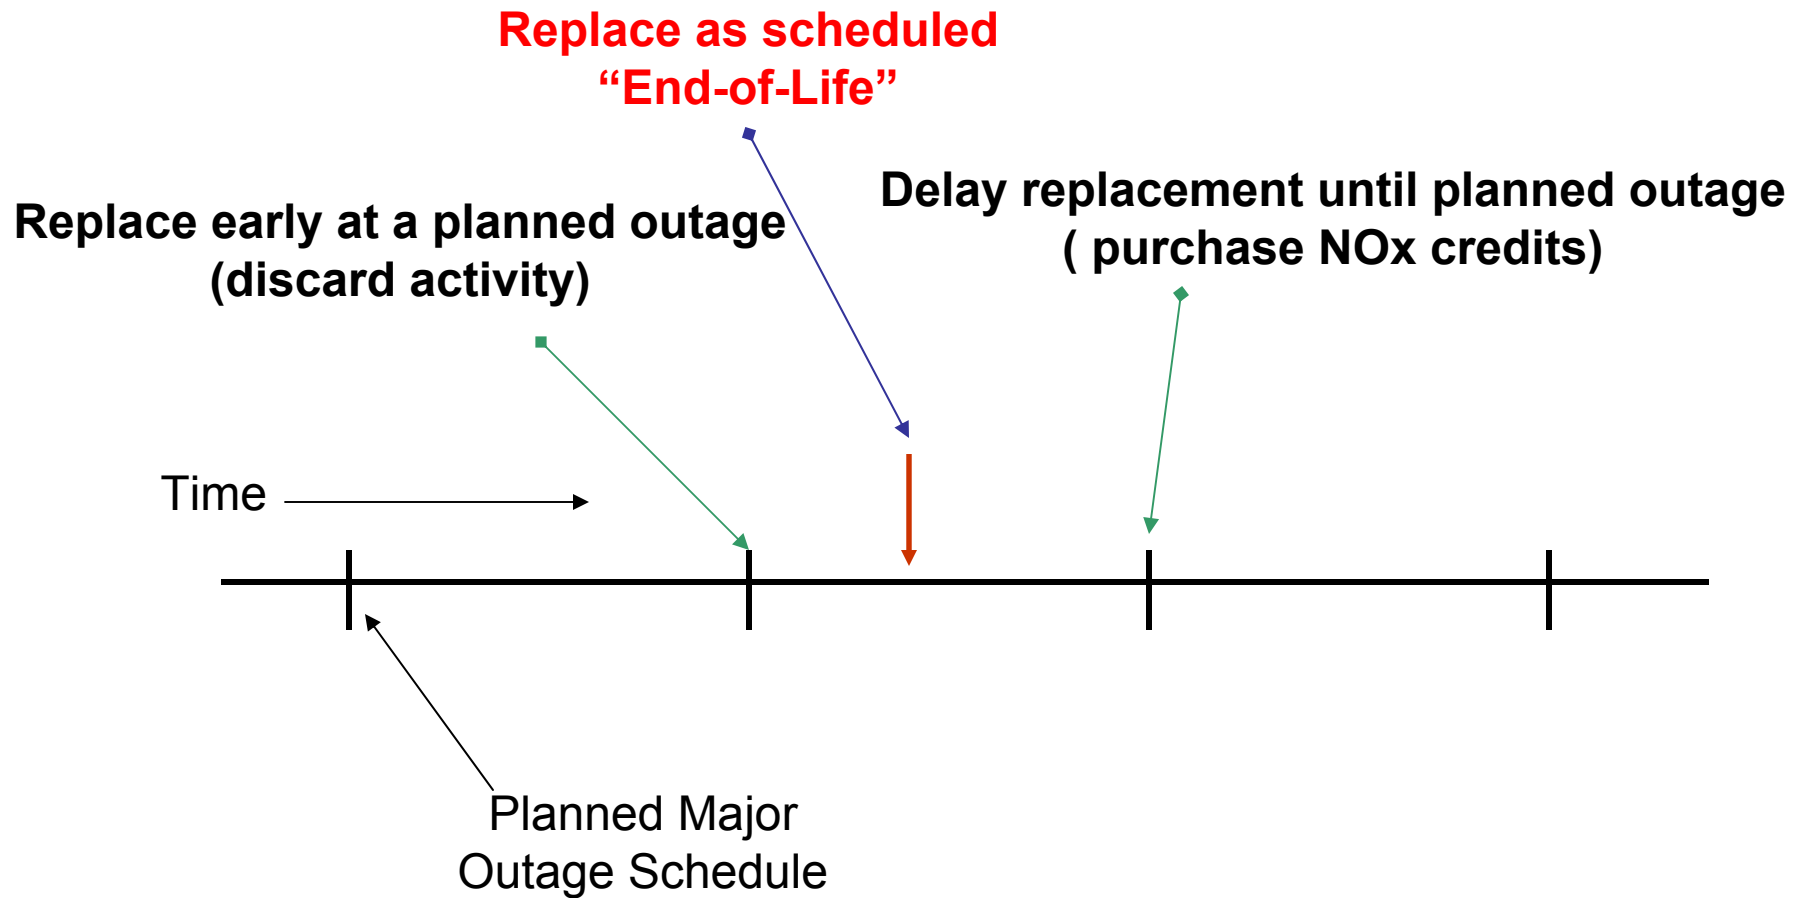 Replace as scheduled
“End-of-Life”
Replace early at a planned outage
(discard activity)
Delay replacement until planned outage
( purchase NOx credits)
Time
Planned Major
Outage Schedule